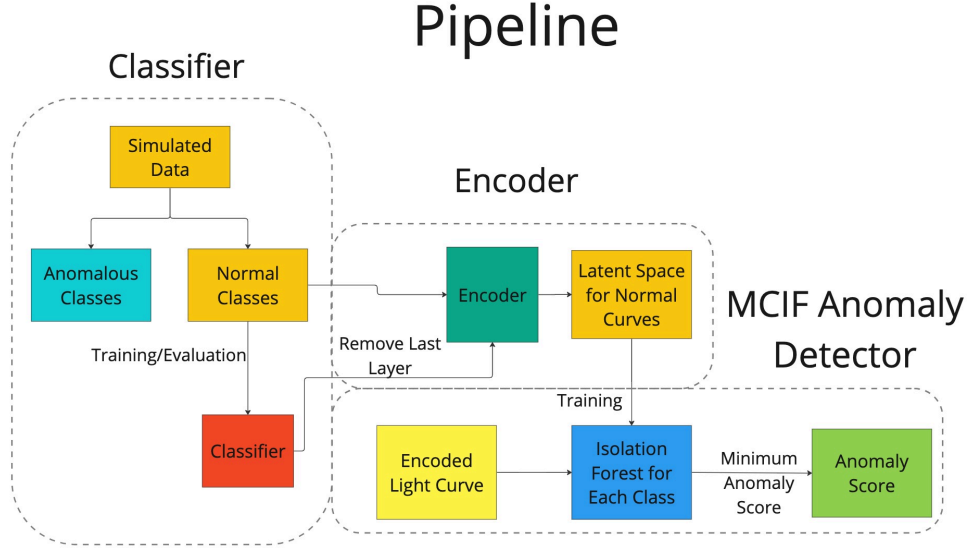 Pipeline
Classifier
Simulated
Data
Anomalous
Classes
Normal
Classes
Training/Evaluation
Classifier
Encoder
Encoder
Latent Space
for Normal
Curves
Remove Last
Layer
MCIF Anomaly
Detector
Training
Encoded
Light Curve
Isolation
Forest for
Each Class
Minimum
Anomaly
Score
Anomaly
Score